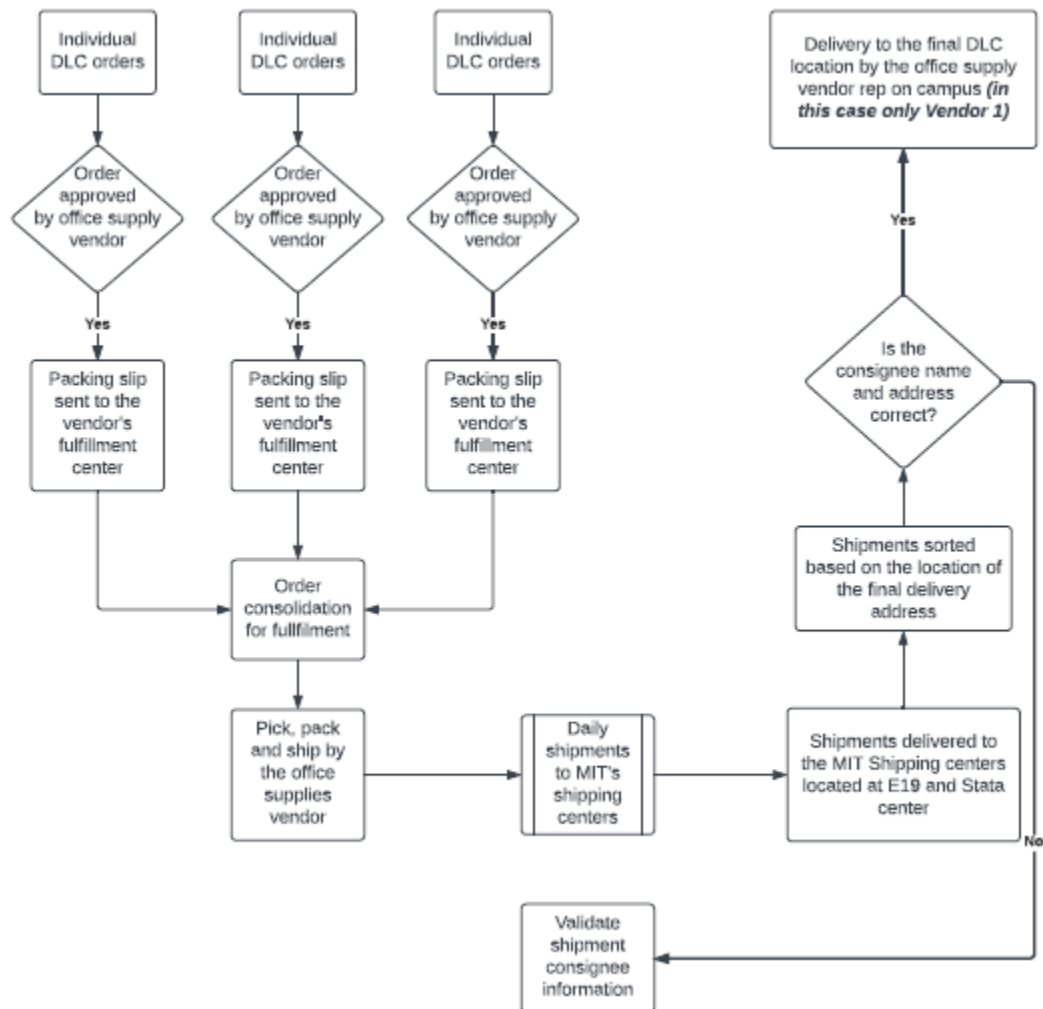 Individual
DLC orders
Individual
DLC orders
Individual
DLC orders
Order
approved
by office supply
vendor
Order
approved
by office supply
vendor
Order
approved
by office supply
vendor
Yes
Yes
Yes
Packing slip
sent to the
vendor's
fulfillment
center
Packing slip
sent to the
vendor's
fulfillment
center
Packing slip
sent to the
vendor's
fulfillment
center
Order
consolidation
for fullfilment
Pick, pack
and ship by
the office
supplies
vendor
Daily
shipments
to MIT's
shipping
centers
Shipments delivered to
the MIT Shipping centers
located at E19 and Stata
center
Shipments sorted
based on the location of
the final delivery
address
Is the
consignee name
and address
correct?
Yes
Delivery to the final DLC
location by the office supply
vendor rep on campus (in
this case only Vendor 1)
No
Validate
shipment
consignee
information